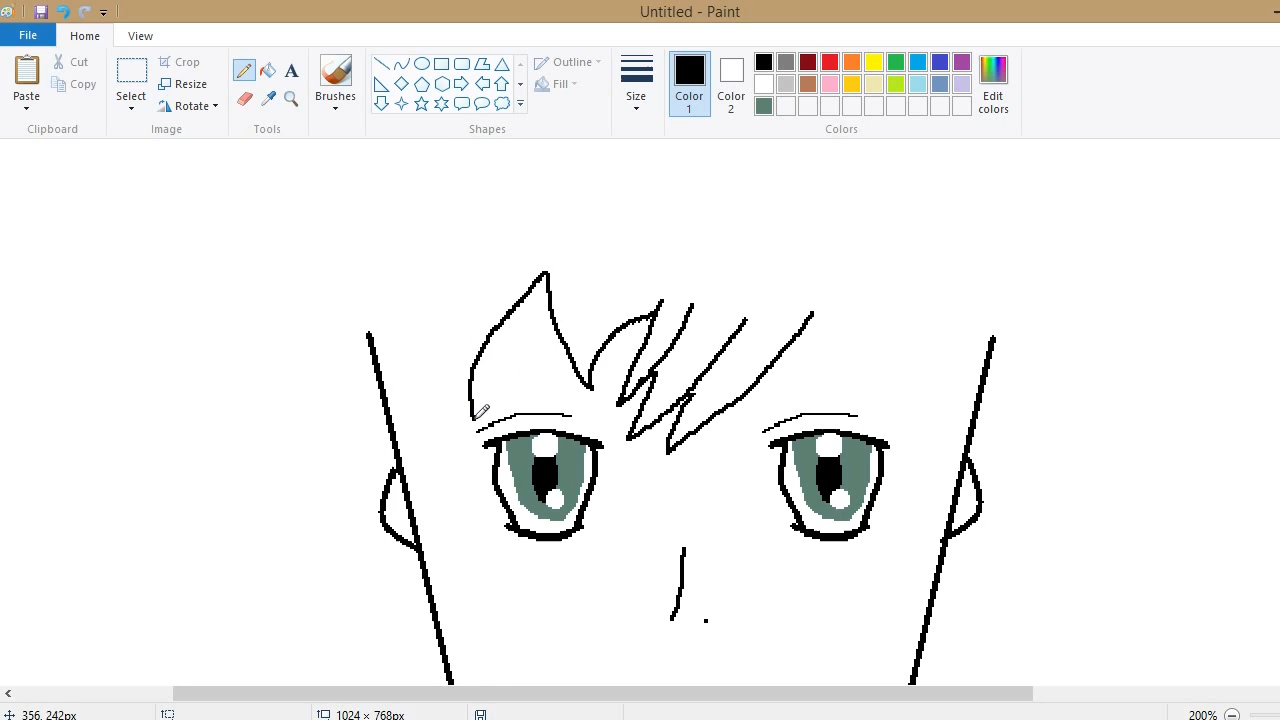 Untitled - Paint
File Home View
Paste Cut Copy
Clipboard
Select Crop Resize Rotate
Image
A
Tools
Brushes
Outline Fill
Shapes
Size
Color 1 Color 2 Edit colors
Colors
356, 242px 1024 × 768px 200%